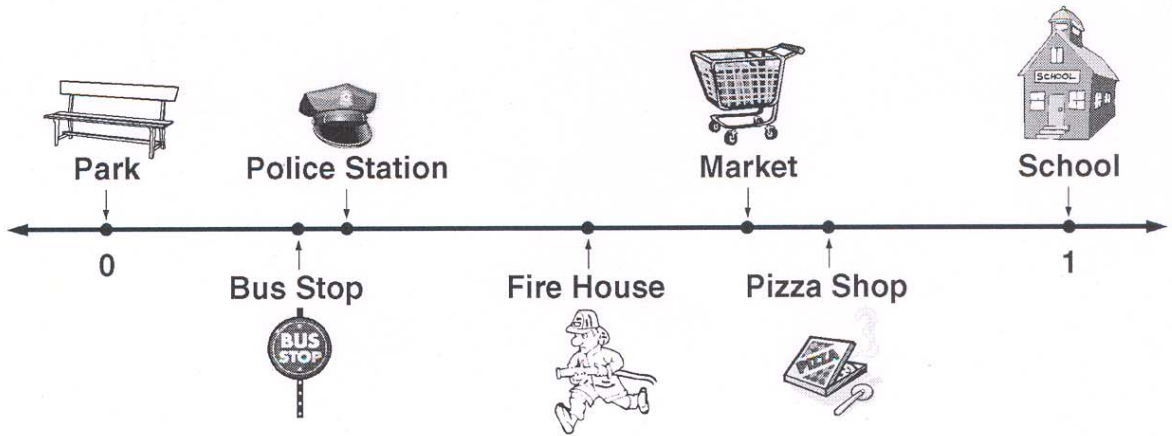 SCHOOL
Park
Police Station
Market
School
0
1
Bus Stop
Fire House
Pizza Shop
BUS
STOP
PIZZA